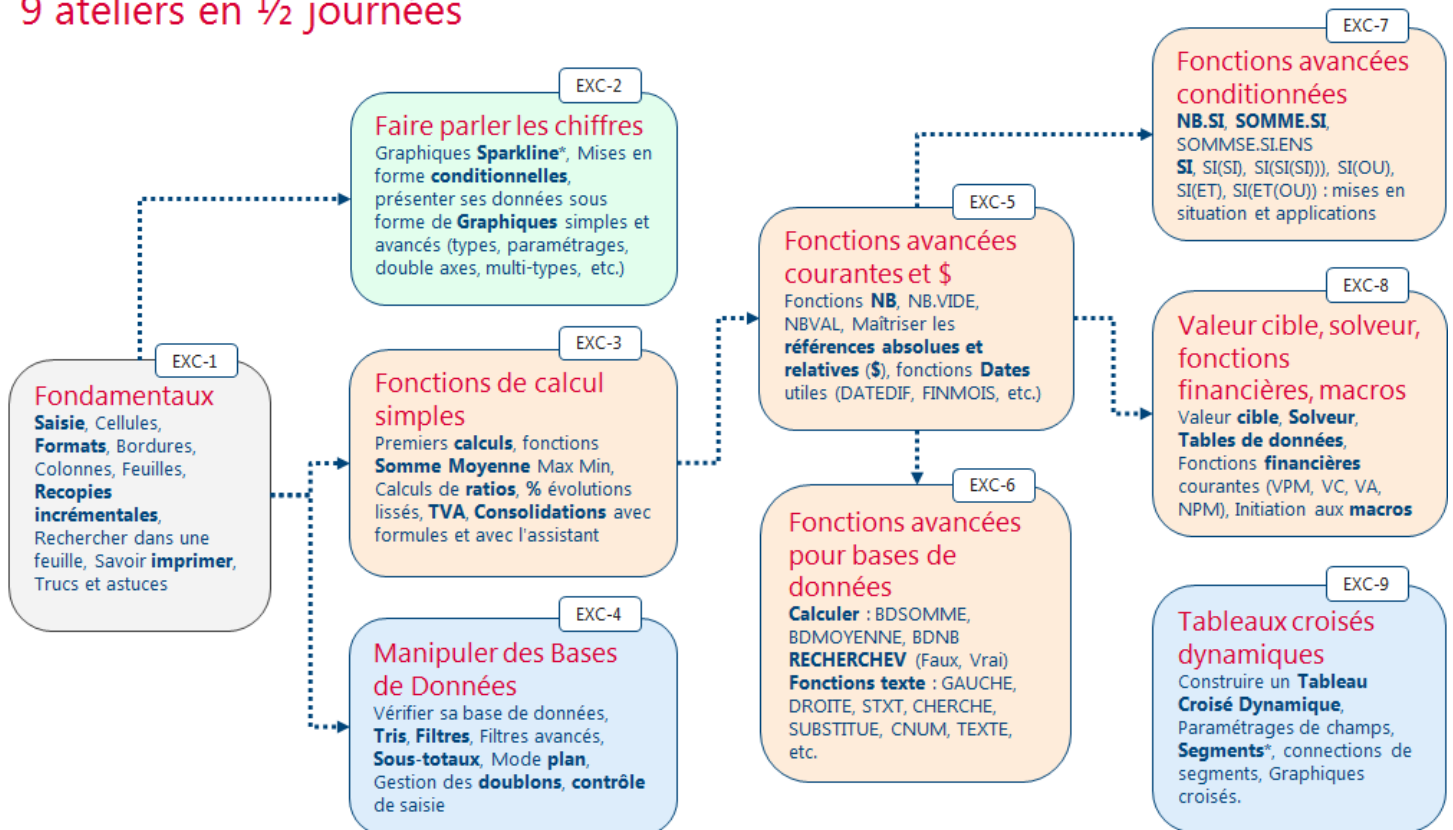 9 ateliers en ½ journées
EXC-1
Fondamentaux
Saisie, Cellules,
Formats, Bordures,
Colonnes, Feuilles,
Recopies
incrémentales,
Rechercher dans une
feuille, Savoir imprimer,
Trucs et astuces
EXC-2
Faire parler les chiffres
Graphiques Sparkline*, Mises en
forme conditionnelles,
présenter ses données sous
forme de Graphiques simples et
avancés (types, paramétrages,
double axes, multi-types, etc.)
EXC-3
Fonctions de calcul
simples
Premiers calculs, fonctions
Somme Moyenne Max Min,
Calculs de ratios, % évolutions
lissés, TVA, Consolidations avec
formules et avec l'assistant
EXC-4
Manipuler des Bases
de Données
Vérifier sa base de données,
Tris, Filtres, Filtres avancés,
Sous-totaux, Mode plan,
Gestion des doublons, contrôle
de saisie
EXC-5
Fonctions avancées
courantes et $
Fonctions NB, NB.VIDE,
NBVAL, Maîtriser les
références absolues et
relatives ($), fonctions Dates
utiles (DATEDIF, FINMOIS, etc.)
EXC-6
Fonctions avancées
pour bases de
données
Calculer : BDSOMME,
BDMOYENNE, BDNB
RECHERCHEV (Faux, Vrai)
Fonctions texte : GAUCHE,
DROITE, STXT, CHERCHE,
SUBSTITUE, CNUM, TEXTE,
etc.
EXC-7
Fonctions avancées
conditionnées
NB.SI, SOMME.SI,
SOMMSE.SI.ENS
SI, SI(SI), SI(SI(SI))), SI(OU),
SI(ET), SI(ET(OU)) : mises en
situation et applications
EXC-8
Valeur cible, solveur,
fonctions
financières, macros
Valeur cible, Solveur,
Tables de données,
Fonctions financières
courantes (VPM, VC, VA,
NPM), Initiation aux macros
EXC-9
Tableaux croisés
dynamiques
Construire un Tableau
Croisé Dynamique,
Paramétrages de champs,
Segments*, connections de
segments, Graphiques
croisés.